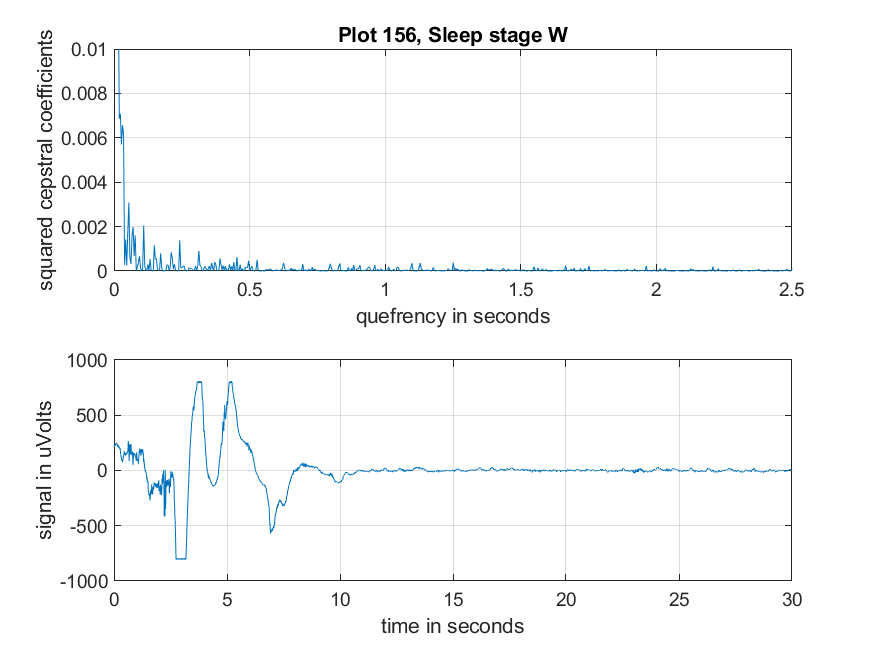 Plot 156, Sleep stage W
squared cepstral coefficients
0.01
0.008
0.006
0.004
0.002
0
0 0.5 1 1.5 2 2.5
quefrency in seconds
signal in uVolts
1000
500
0
-500
-1000
0 5 10 15 20 25 30
time in seconds